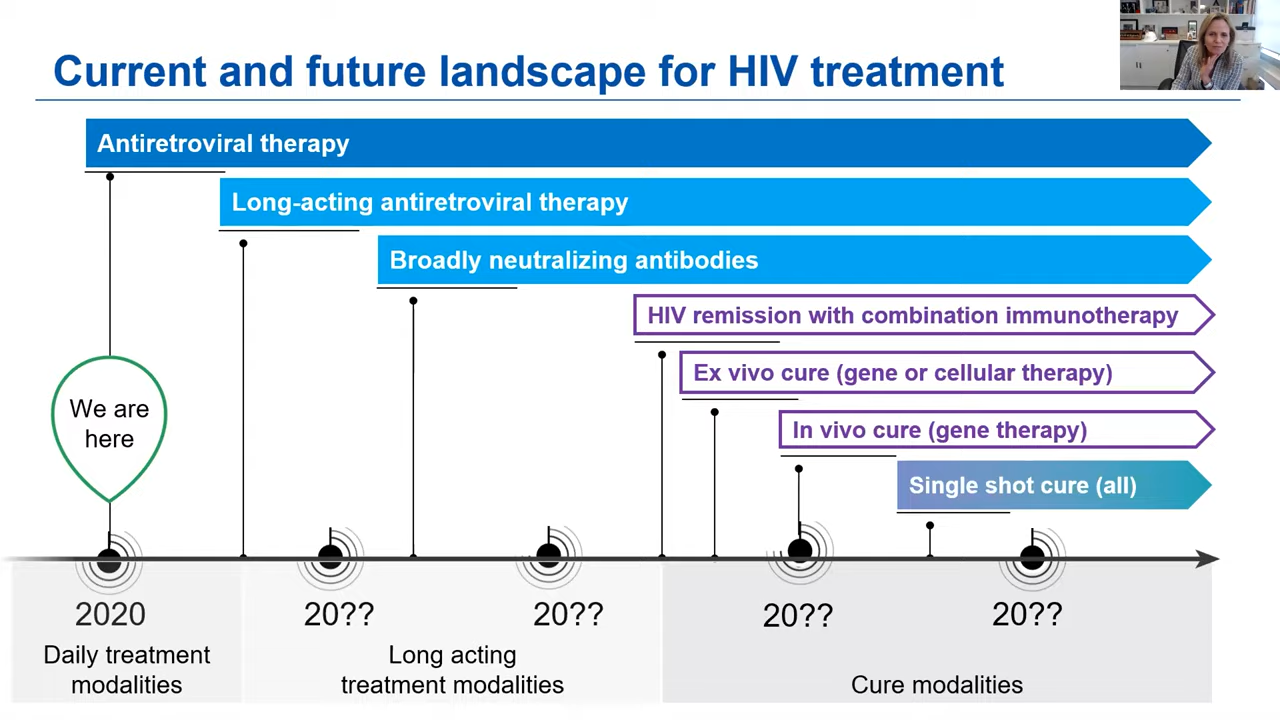 Current and future landscape for HIV treatment
Antiretroviral therapy
Long-acting antiretroviral therapy
Broadly neutralizing antibodies
HIV remission with combination immunotherapy
Ex vivo cure (gene or cellular therapy)
In vivo cure (gene therapy)
Single shot cure (all)
We are
here
2020
20??
20??
20??
20??
Daily treatment
modalities
Long acting
treatment modalities
Cure modalities